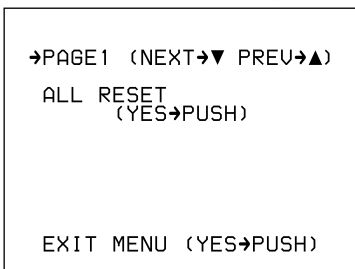 →PAGE1 (NEXT→▼ PREV→▲)
ALL RESET
(YES→PUSH)
EXIT MENU (YES→PUSH)